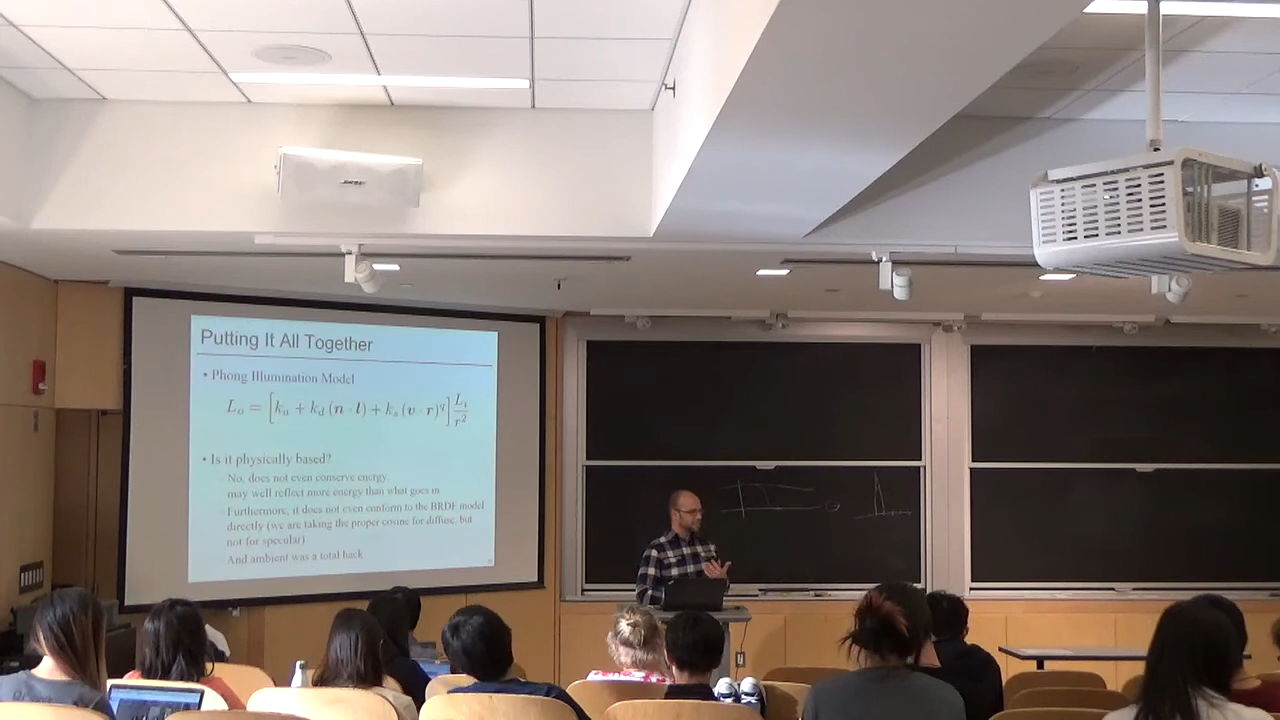 BOSE
Putting It All Together
• Phong Illumination Model
L_o = [k_a + k_d (n · l) + k_s (v · r)^q] L_i / r^2
• Is it physically based?
No, does not even conserve energy,
may well reflect more energy than what goes in
Furthermore, it does not even conform to the BRDF model
directly (we are taking the proper cosine for diffuse, but
not for specular)
And ambient was a total hack